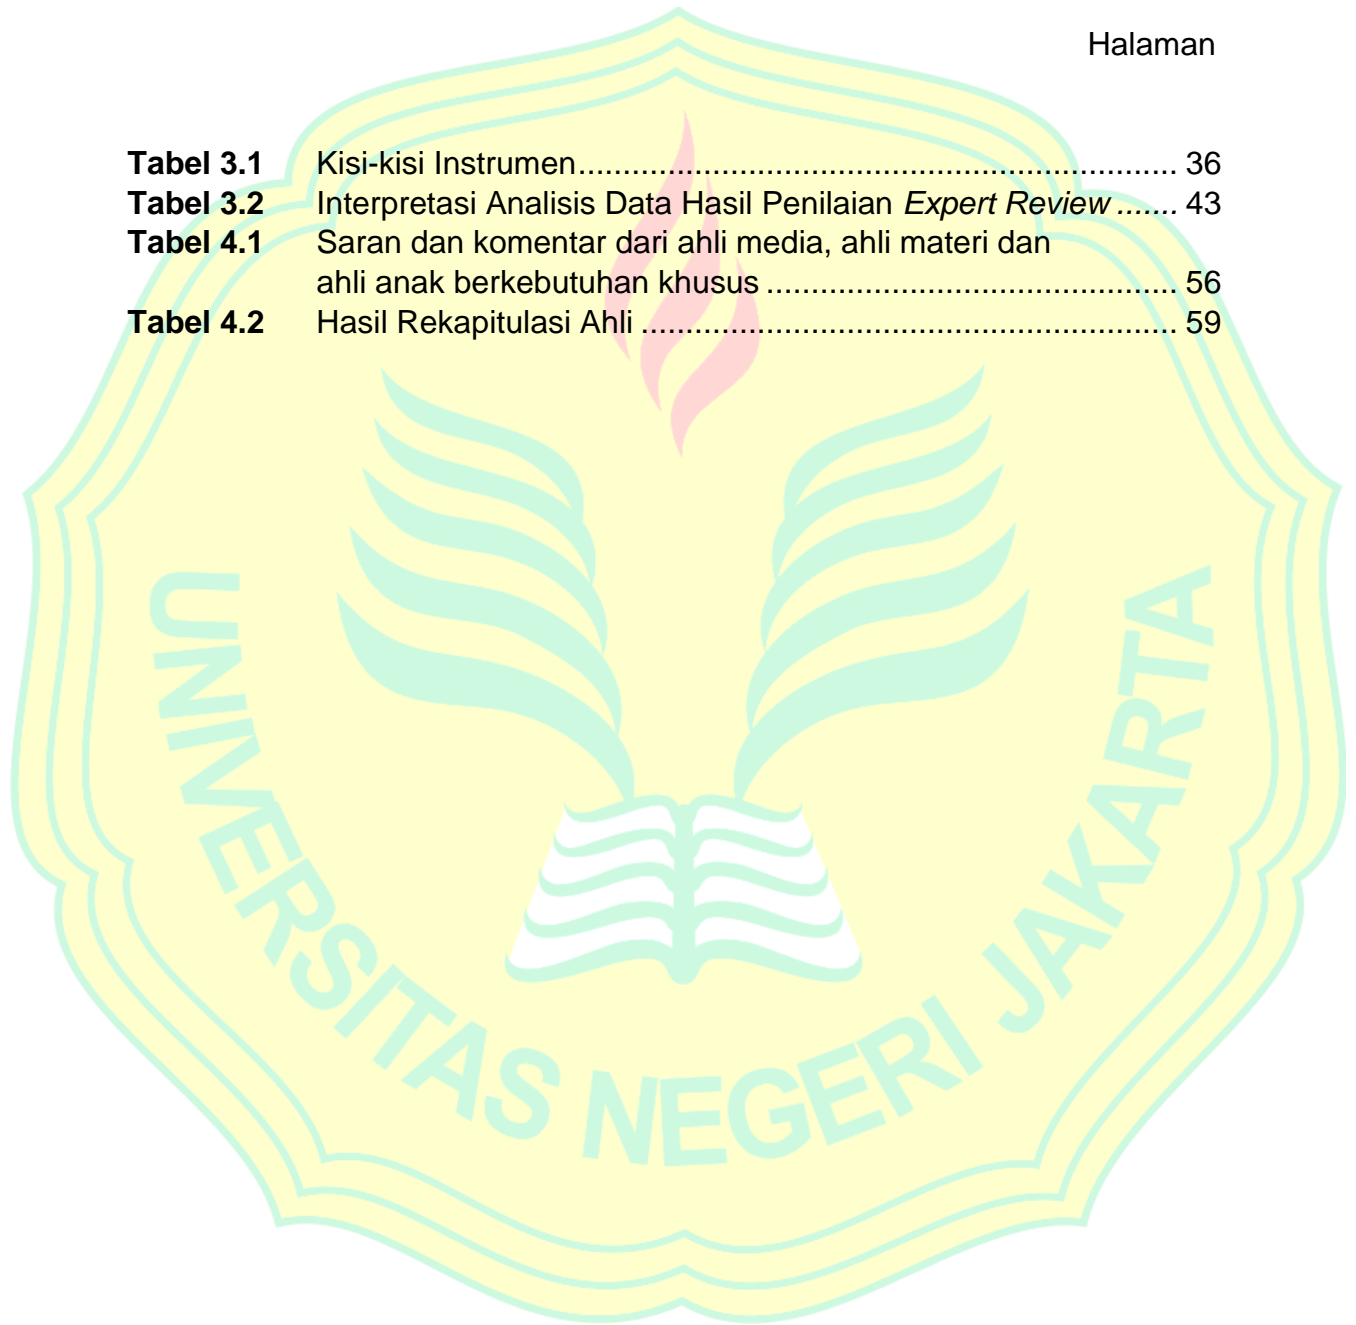 Halaman
Tabel 3.1 Kisi-kisi Instrumen.................................................................... 36
Tabel 3.2 Interpretasi Analisis Data Hasil Penilaian Expert Review ....... 43
Tabel 4.1 Saran dan komentar dari ahli media, ahli materi dan
ahli anak berkebutuhan khusus .............................................. 56
Tabel 4.2 Hasil Rekapitulasi Ahli ............................................................ 59
UNIVERSITAS NEGERI JAKARTA